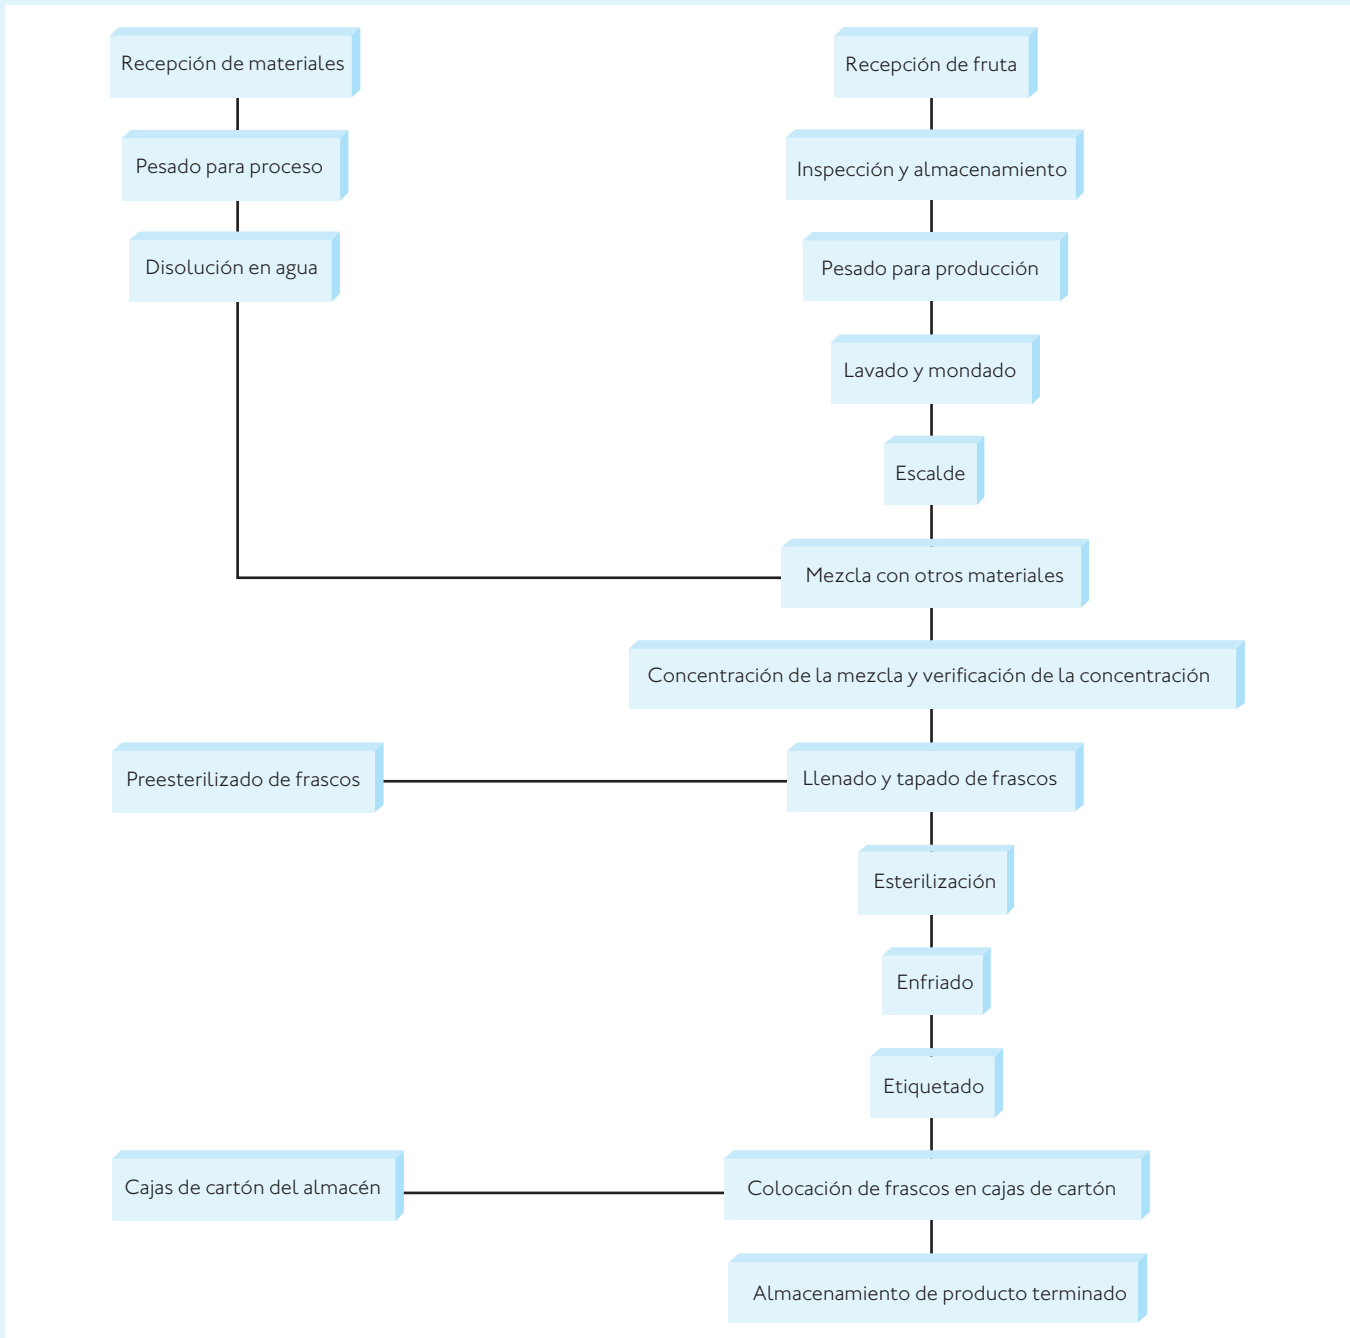 Recepción de materiales
Recepción de fruta
Pesado para proceso
Inspección y almacenamiento
Disolución en agua
Pesado para producción
Lavado y mondado
Escalde
Mezcla con otros materiales
Concentración de la mezcla y verificación de la concentración
Preesterilizado de frascos
Llenado y tapado de frascos
Esterilización
Enfriado
Etiquetado
Cajas de cartón del almacén
Colocación de frascos en cajas de cartón
Almacenamiento de producto terminado